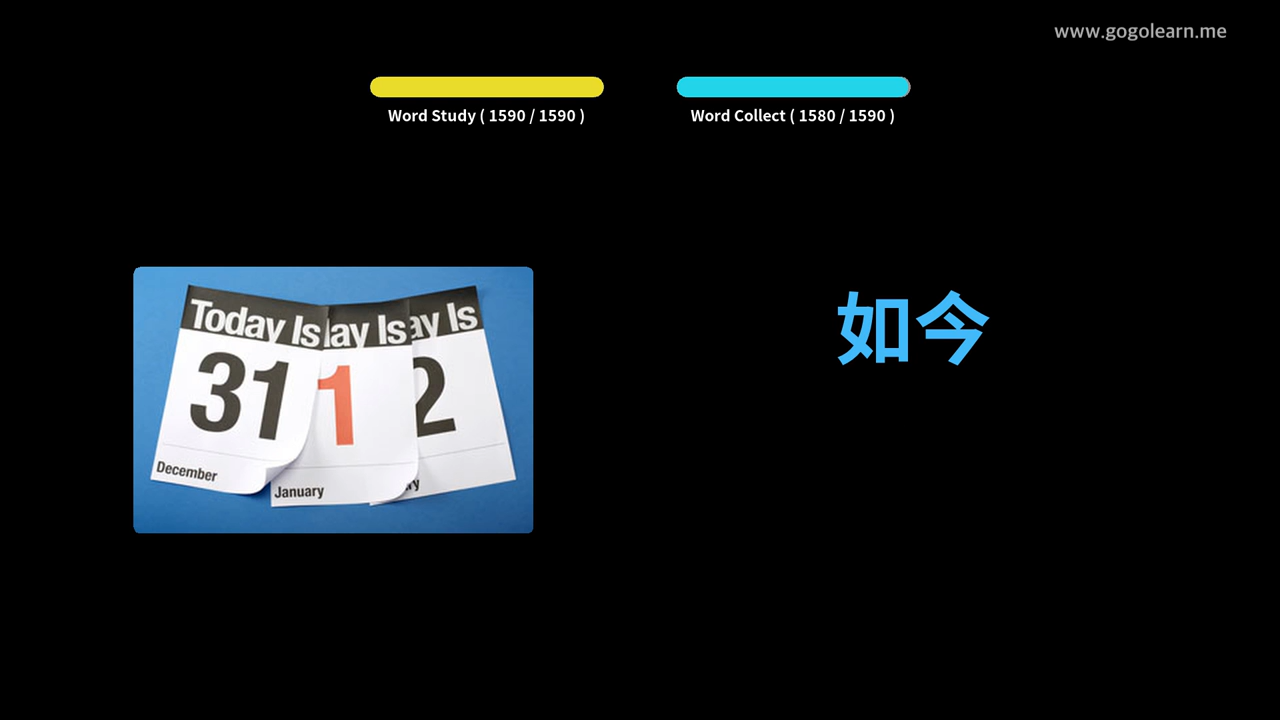 www.gogolearn.me
Word Study ( 1590 / 1590 )
Word Collect ( 1580 / 1590 )
Today Is
ay Is
ay Is
31
1
2
December
January
ry
如今